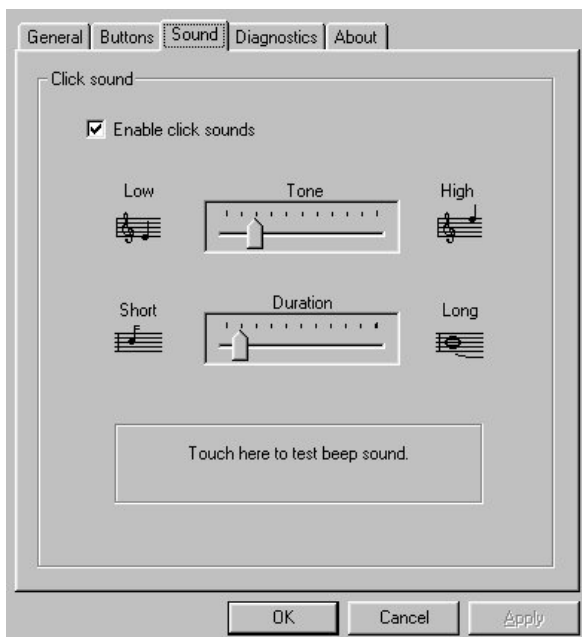 General Buttons Sound Diagnostics About
Click sound
Enable click sounds
Low Tone High
Short Duration Long
Touch here to test beep sound.
OK Cancel Apply